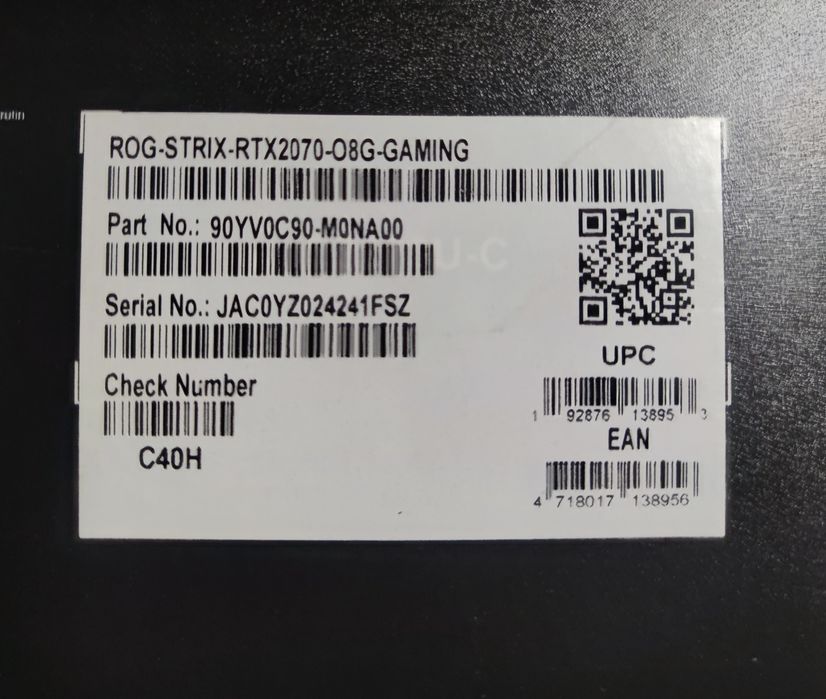 ROG-STRIX-RTX2070-O8G-GAMING
Part No.: 90YV0C90-M0NA00
Serial No.: JAC0YZ024241FSZ
Check Number
C40H
UPC
1 92876 13895 3
EAN
4 718017 138956